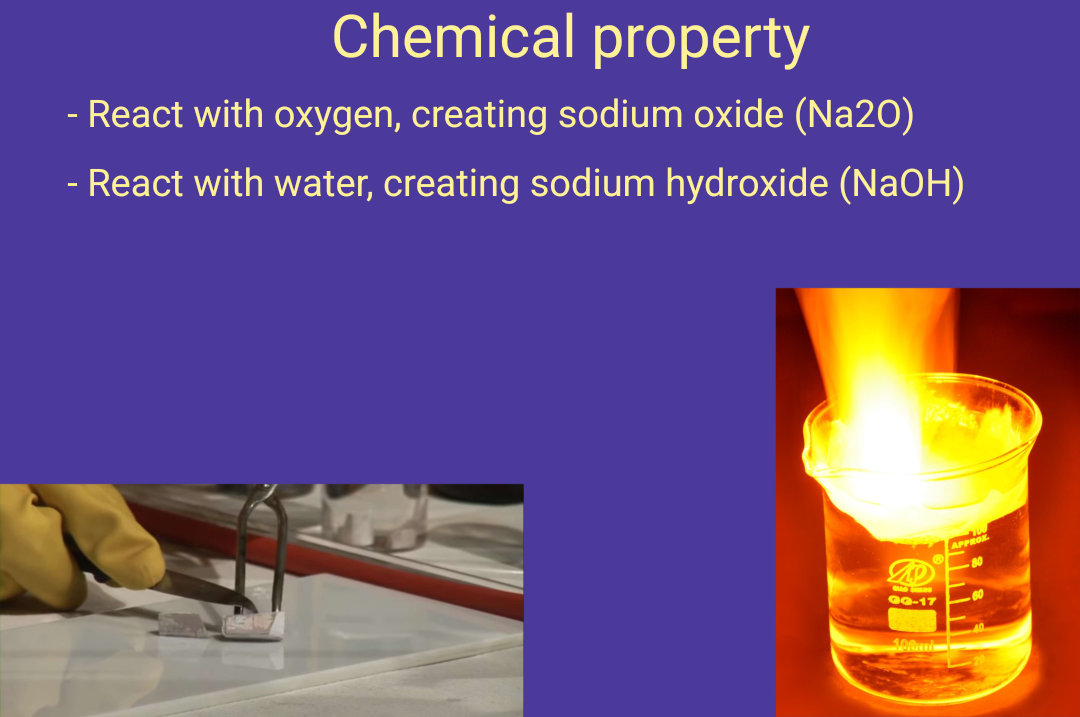 Chemical property
- React with oxygen, creating sodium oxide (Na2O)
- React with water, creating sodium hydroxide (NaOH)
100
APPROX.
80
GG-17
60
40
100ml
20